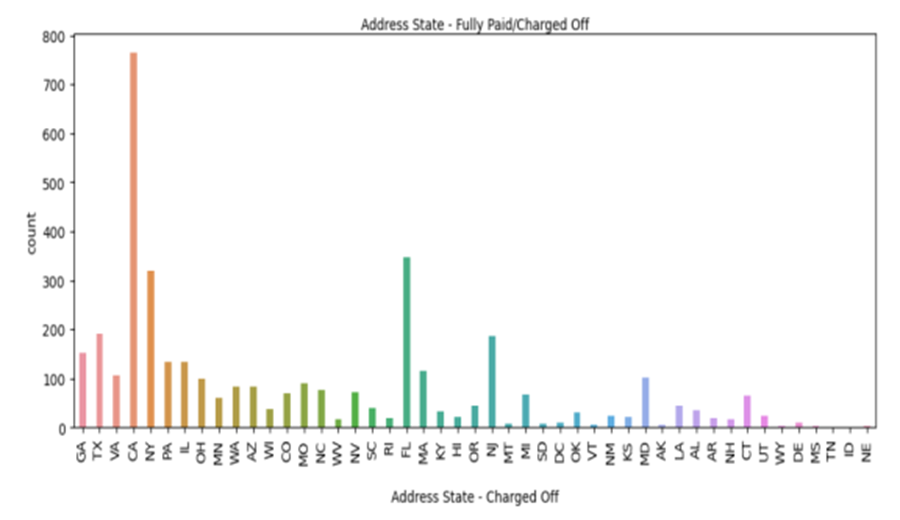 Address State - Fully Paid/Charged Off
800
700
600
500
400
300
200
100
0
count
GA TX VA CA NY PA IL OH MN WA AZ WI CO MO NC WV NV SC RI FL MA KY HI OR NJ MT MI SD DC OK VT NM KS MD AK LA AL AR NH CT UT WY DE MS TN ID NE
Address State - Charged Off